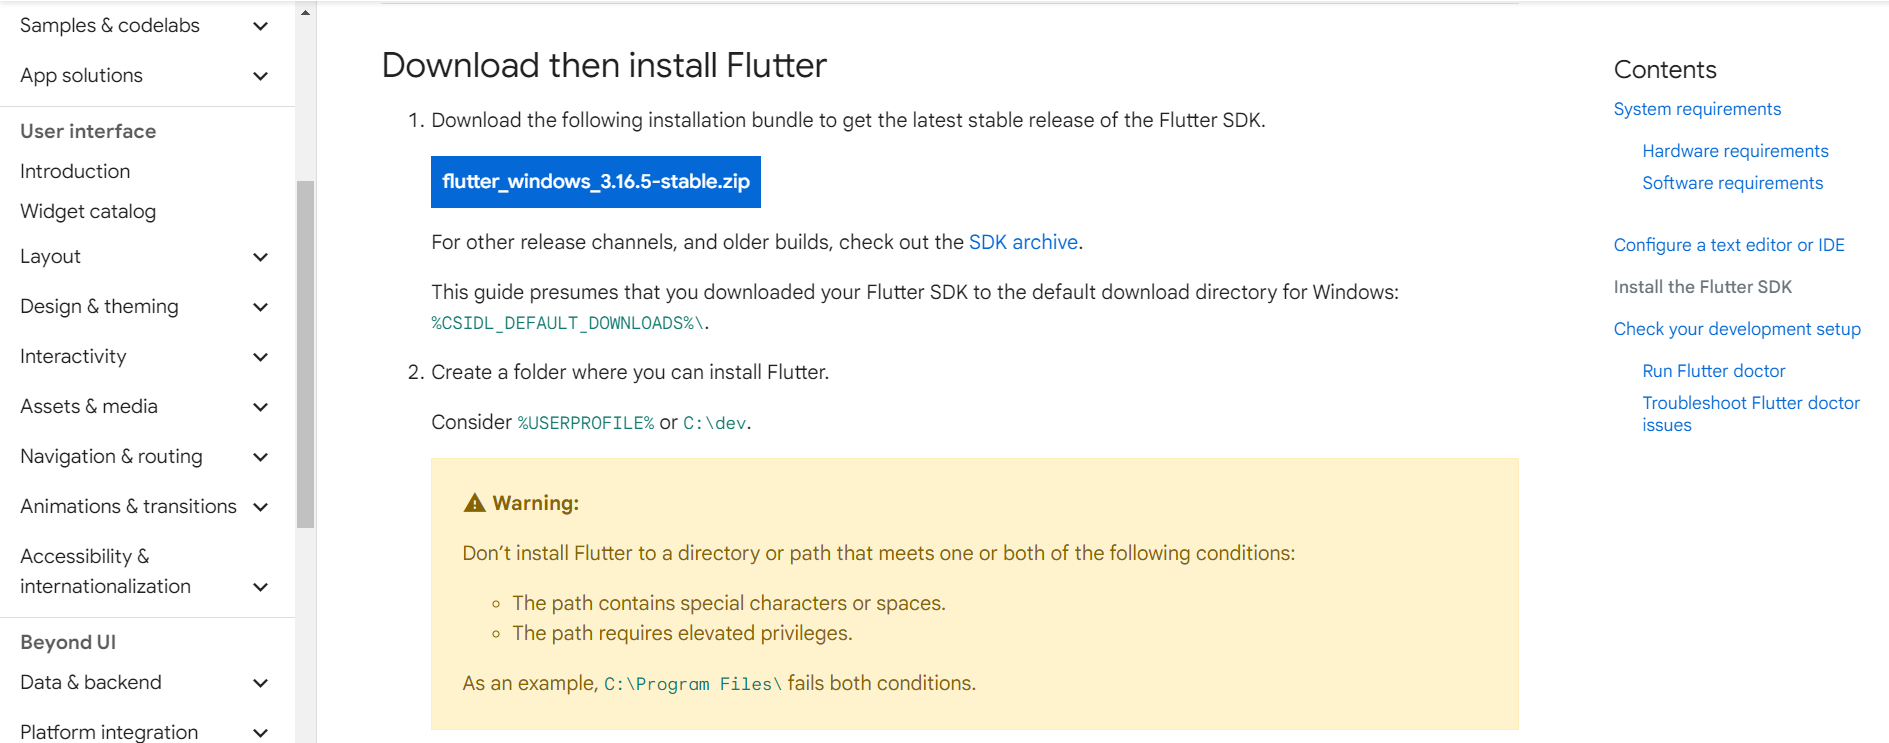 Samples & codelabs
App solutions
User interface
Introduction
Widget catalog
Layout
Design & theming
Interactivity
Assets & media
Navigation & routing
Animations & transitions
Accessibility &
internationalization
Beyond UI
Data & backend
Platform integration
Download then install Flutter
1. Download the following installation bundle to get the latest stable release of the Flutter SDK.
flutter_windows_3.16.5-stable.zip
For other release channels, and older builds, check out the SDK archive.
This guide presumes that you downloaded your Flutter SDK to the default download directory for Windows:
%CSIDL_DEFAULT_DOWNLOADS%\.
2. Create a folder where you can install Flutter.
Consider %USERPROFILE% or C:\dev.
Warning:
Don’t install Flutter to a directory or path that meets one or both of the following conditions:
The path contains special characters or spaces.
The path requires elevated privileges.
As an example, C:\Program Files\ fails both conditions.
Contents
System requirements
Hardware requirements
Software requirements
Configure a text editor or IDE
Install the Flutter SDK
Check your development setup
Run Flutter doctor
Troubleshoot Flutter doctor
issues